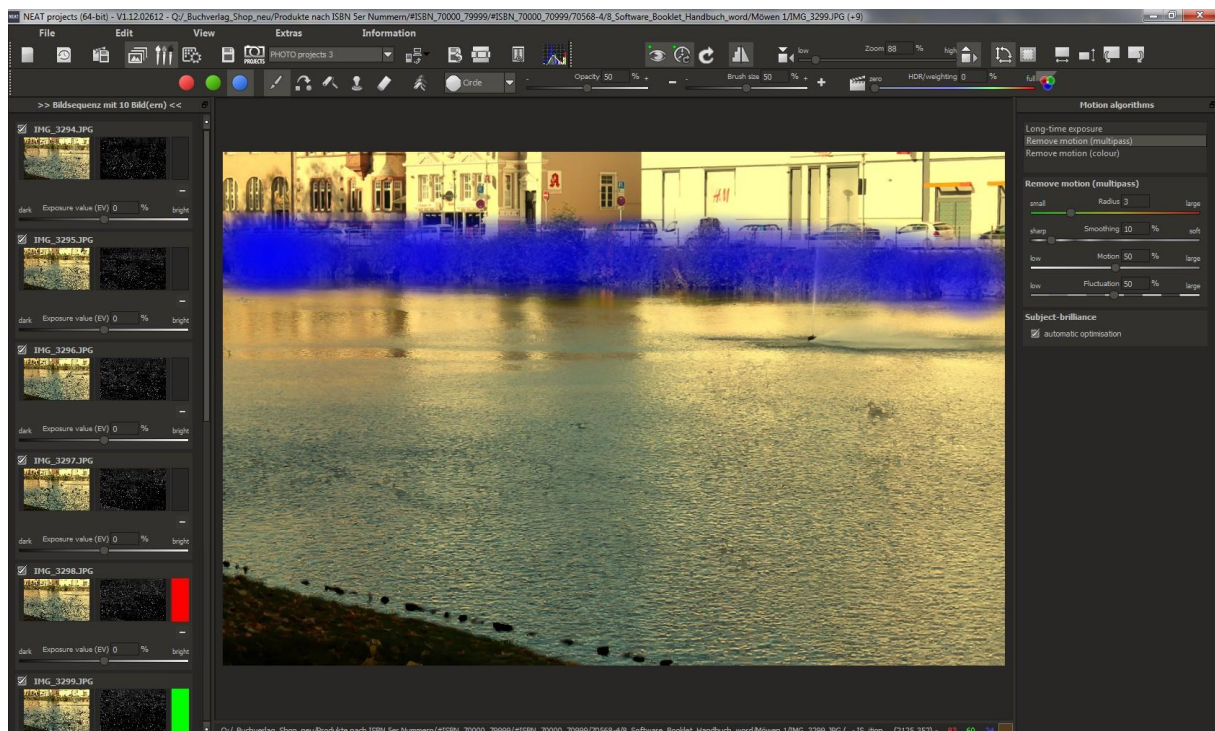 NEAT projects (64-bit) - V1.12.02612 - Q:/_Buchverlag_Shop_neu/Produkte nach ISBN 5er Nummern/#ISBN_70000_79999/#ISBN_70000_79999/70568-4/8_Software_Booklet_Handbuch_word/Möwen 1/IMG_3299.JPG (+9)
File Edit View Extras Information
PROJECTS PHOTO projects 3 low Zoom 88 % high
Circle - Opacity 50 % + - Brush size 50 % + zero HDR/weighting 0 % full
>> Bildsequenz mit 10 Bild(ern) <<
IMG_3294.JPG
dark Exposure value (EV) 0 % bright
IMG_3295.JPG
dark Exposure value (EV) 0 % bright
IMG_3296.JPG
dark Exposure value (EV) 0 % bright
IMG_3297.JPG
dark Exposure value (EV) 0 % bright
IMG_3298.JPG
dark Exposure value (EV) 0 % bright
IMG_3299.JPG
H&M
Motion algorithms
Long-time exposure
Remove motion (multipass)
Remove motion (colour)
Remove motion (multipass)
small Radius 3 large
sharp Smoothing 10 % soft
low Motion 50 % large
low Fluctuation 50 % large
Subject-brilliance
automatic optimisation